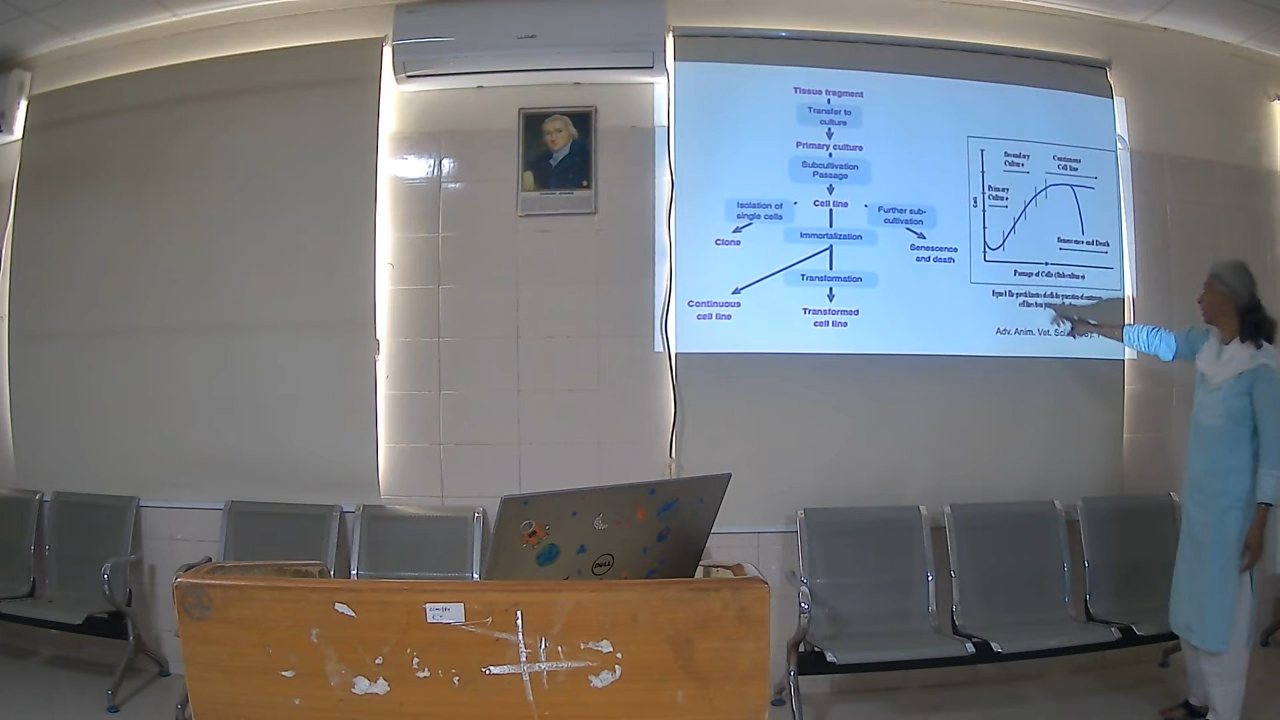 Tissue fragment
Transfer to
culture
Primary culture
Subcultivation
Passage
Cell line
Isolation of
single cells
Further sub-
cultivation
Clone
Immortalization
Senescence
and death
Transformation
Continuous
cell line
Transformed
cell line
Secondary
Culture
Continuous
Cell line
Primary
Culture
Cell
Senescence and Death
Passage of Cells (Subculture)
Adv. Anim. Vet. Sci.
DELL